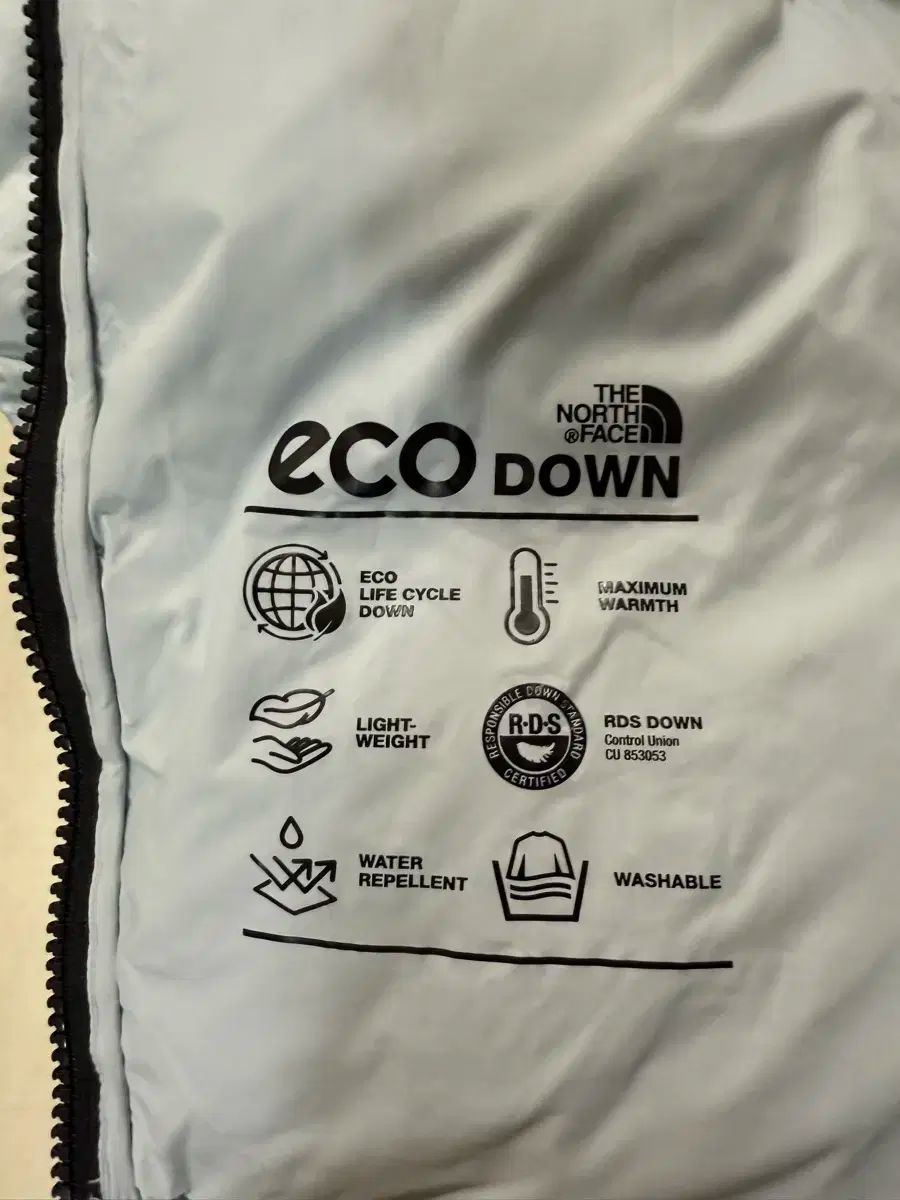 THE
NORTH
®FACE
eco DOWN
ECO
LIFE CYCLE
DOWN
MAXIMUM
WARMTH
LIGHT-
WEIGHT
RESPONSIBLE DOWN STANDARD
R·D·S
CERTIFIED
RDS DOWN
Control Union
CU 853053
WATER
REPELLENT
WASHABLE